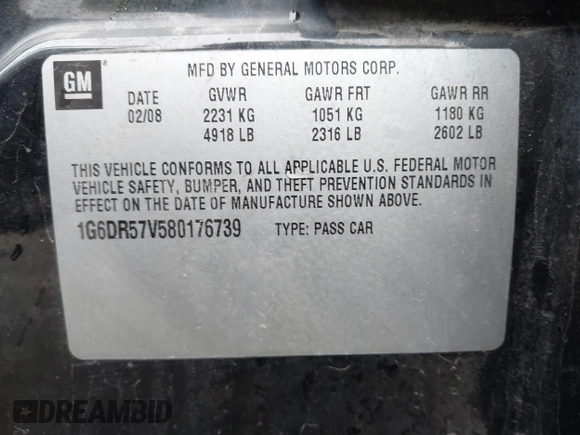 GM
MFD BY GENERAL MOTORS CORP.
DATE GVWR GAWR FRT GAWR RR
02/08 2231 KG 1051 KG 1180 KG
4918 LB 2316 LB 2602 LB
THIS VEHICLE CONFORMS TO ALL APPLICABLE U.S. FEDERAL MOTOR
VEHICLE SAFETY, BUMPER, AND THEFT PREVENTION STANDARDS IN
EFFECT ON THE DATE OF MANUFACTURE SHOWN ABOVE.
1G6DR57V580176739 TYPE: PASS CAR
DREAMBID